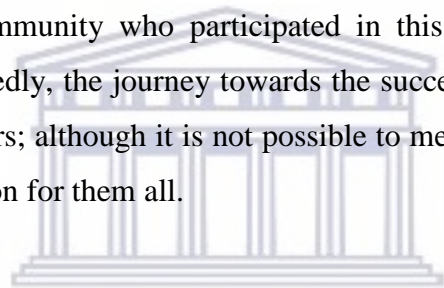 mmunity who participated in this
edly, the journey towards the succe
rs; although it is not possible to me
on for them all.